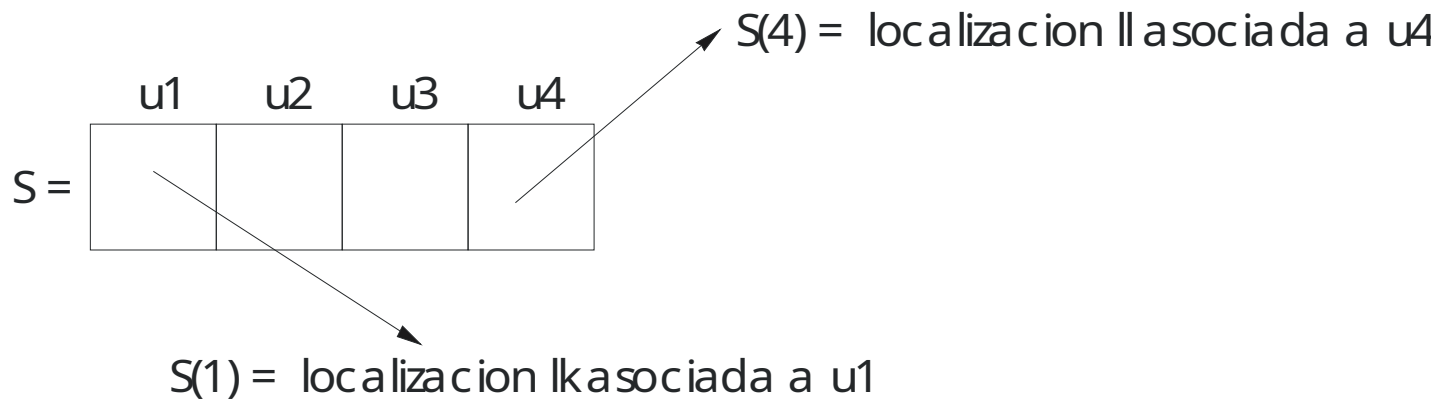 S(4) = localizacion ll asociada a u4
u1 u2 u3 u4
S =
S(1) = localizacion lk asociada a u1